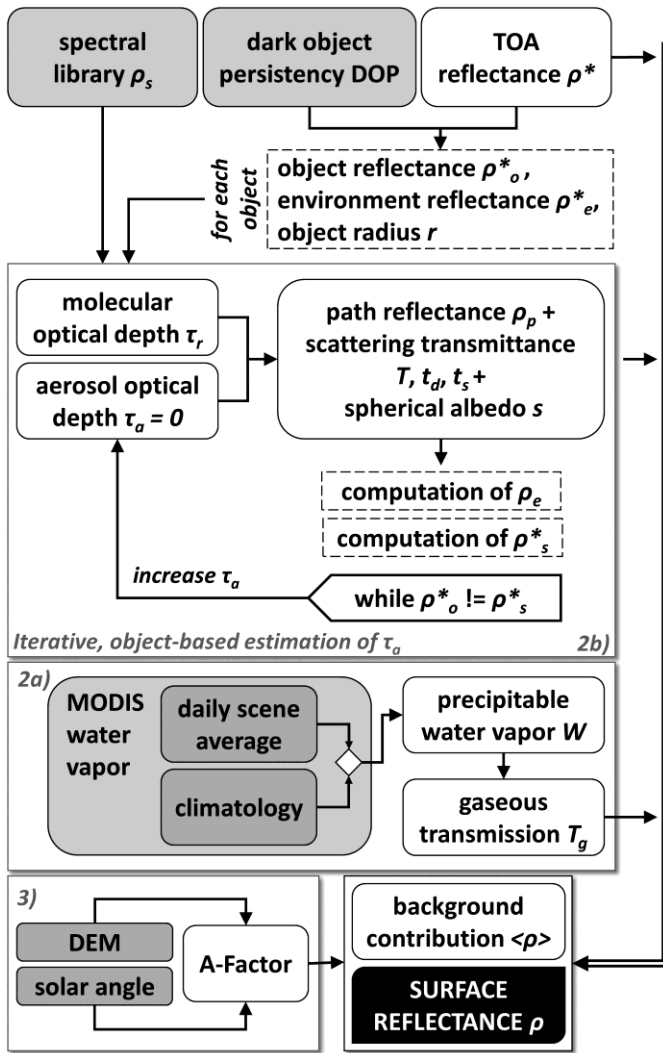 spectral
library ρs
dark object
persistency DOP
TOA
reflectance ρ*
for each
object
object reflectance ρ*o ,
environment reflectance ρ*e,
object radius r
molecular
optical depth τr
aerosol optical
depth τa = 0
path reflectance ρp +
scattering transmittance
T, td, ts +
spherical albedo s
computation of ρe
computation of ρ*s
increase τa
while ρ*o != ρ*s
Iterative, object-based estimation of τa
2b)
2a)
MODIS
water
vapor
daily scene
average
climatology
precipitable
water vapor W
gaseous
transmission Tg
3)
DEM
solar angle
A-Factor
background
contribution <ρ>
SURFACE
REFLECTANCE ρ